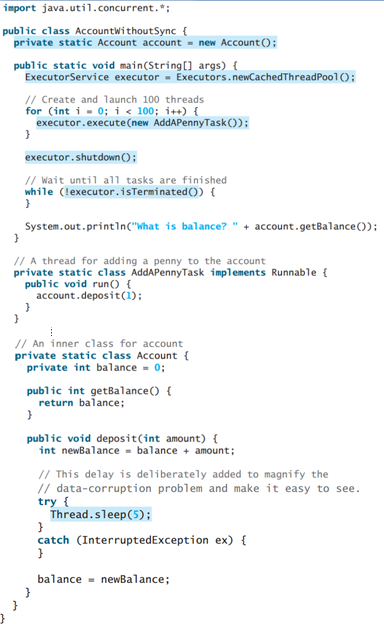 import java.util.concurrent.*;
public class AccountWithoutSync {
private static Account account = new Account();
public static void main(String[] args) {
ExecutorService executor = Executors.newCachedThreadPool();
// Create and launch 100 threads
for (int i = 0; i < 100; i++) {
executor.execute(new AddAPennyTask());
}
executor.shutdown();
// Wait until all tasks are finished
while (!executor.isTerminated()) {
}
System.out.println("What is balance? " + account.getBalance());
}
// A thread for adding a penny to the account
private static class AddAPennyTask implements Runnable {
public void run() {
account.deposit(1);
}
}
// An inner class for account
private static class Account {
private int balance = 0;
public int getBalance() {
return balance;
}
public void deposit(int amount) {
int newBalance = balance + amount;
// This delay is deliberately added to magnify the
// data-corruption problem and make it easy to see.
try {
Thread.sleep(5);
}
catch (InterruptedException ex) {
}
balance = newBalance;
}
}
}